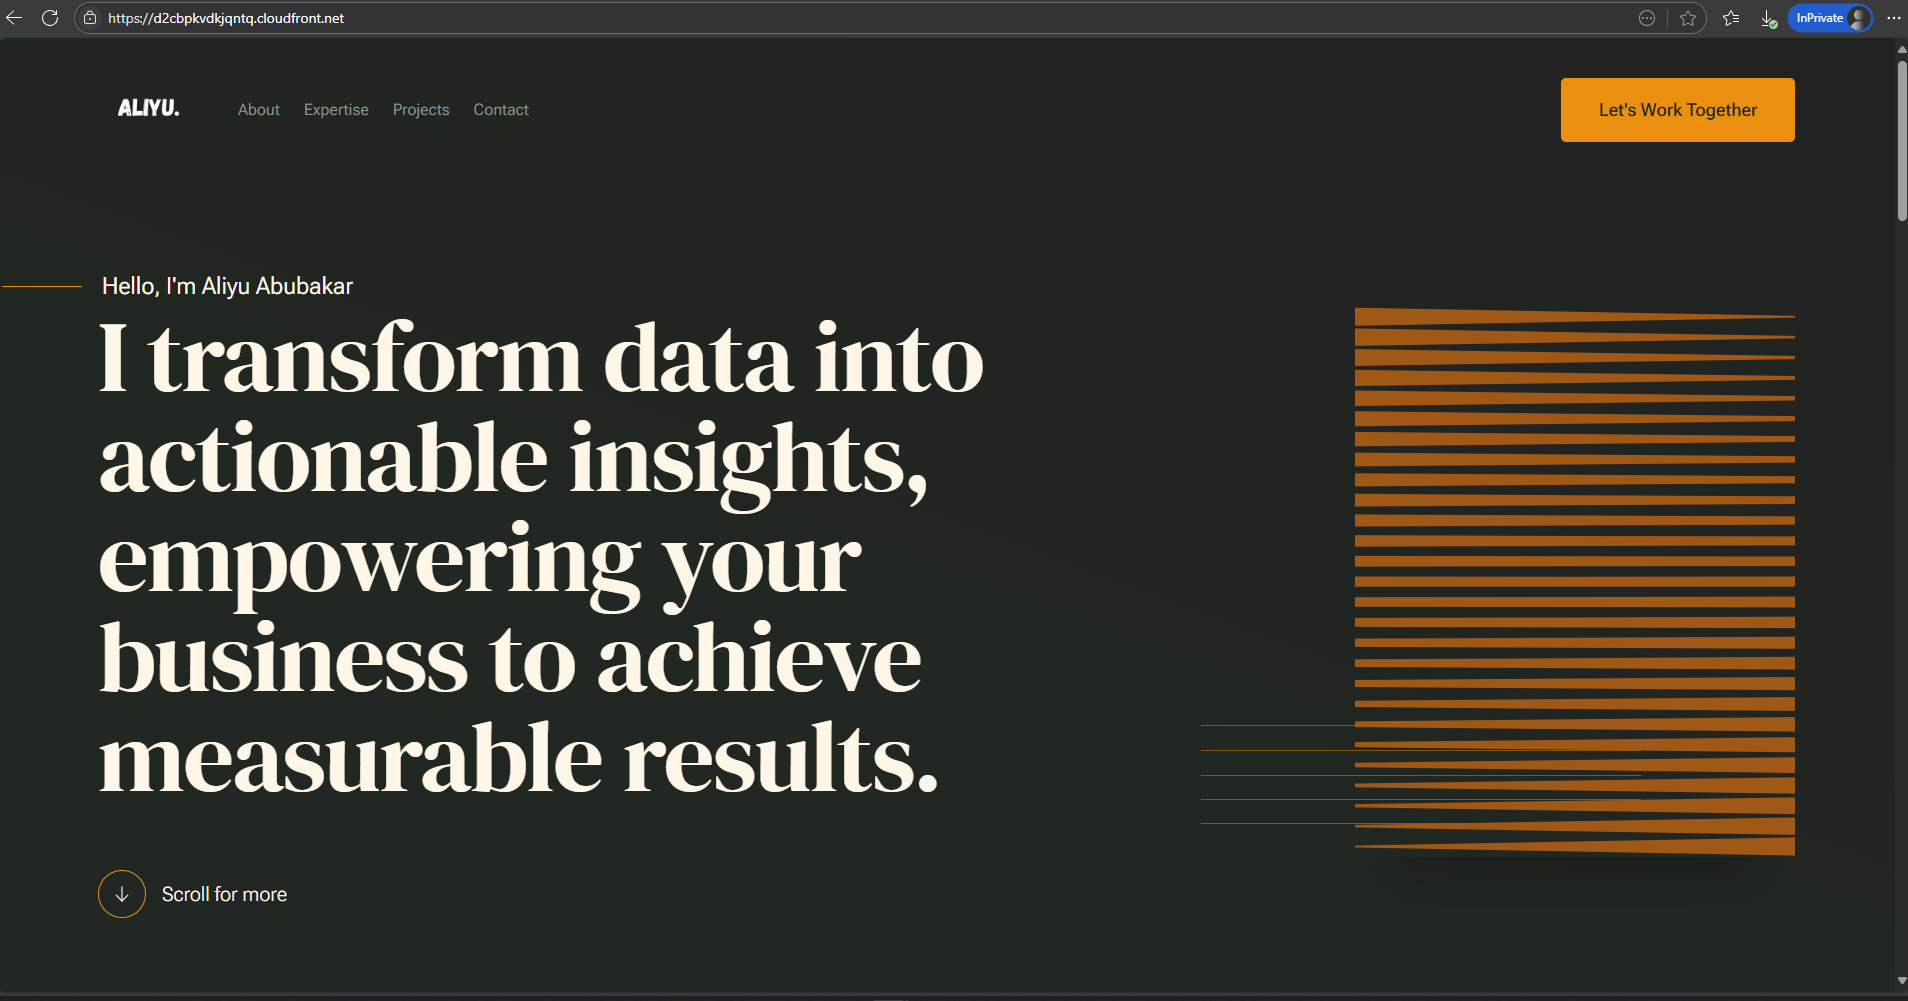 https://d2cbpkvdkjqntq.cloudfront.net
InPrivate
ALIYU.
About
Expertise
Projects
Contact
Let's Work Together
Hello, I'm Aliyu Abubakar
I transform data into
actionable insights,
empowering your
business to achieve
measurable results.
Scroll for more